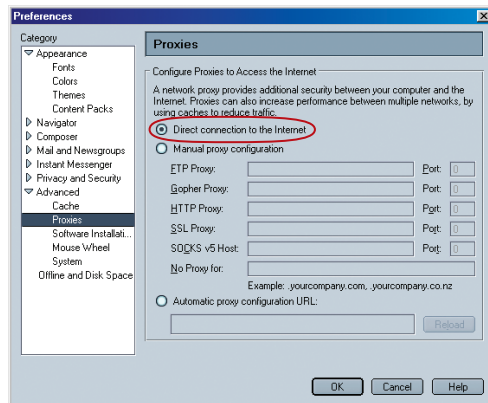 Preferences
Category
Appearance
Fonts
Colors
Themes
Content Packs
Navigator
Composer
Mail and Newsgroups
Instant Messenger
Privacy and Security
Advanced
Cache
Proxies
Software Installati...
Mouse Wheel
System
Offline and Disk Space
Proxies
Configure Proxies to Access the Internet
A network proxy provides additional security between your computer and the
Internet. Proxies can also increase performance between multiple networks, by
using caches to reduce traffic.
Direct connection to the Internet
Manual proxy configuration
FTP Proxy: Port: 0
Gopher Proxy: Port: 0
HTTP Proxy: Port: 0
SSL Proxy: Port: 0
SOCKS v5 Host: Port: 0
No Proxy for:
Example: .yourcompany.com, .yourcompany.co.nz
Automatic proxy configuration URL:
Reload
OK Cancel Help